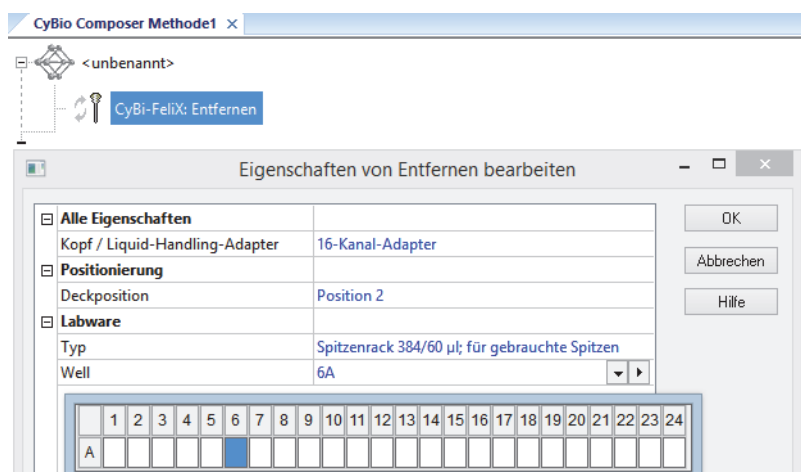 CyBio Composer Methode1 ×
<unbenannt>
CyBi-FeliX: Entfernen
Eigenschaften von Entfernen bearbeiten
Alle Eigenschaften
OK
Kopf / Liquid-Handling-Adapter 16-Kanal-Adapter
Positionierung
Abbrechen
Deckposition Position 2
Labware
Hilfe
Typ Spitzenrack 384/60 µl; für gebrauchte Spitzen
Well 6A
1 2 3 4 5 6 7 8 9 10 11 12 13 14 15 16 17 18 19 20 21 22 23 24
A